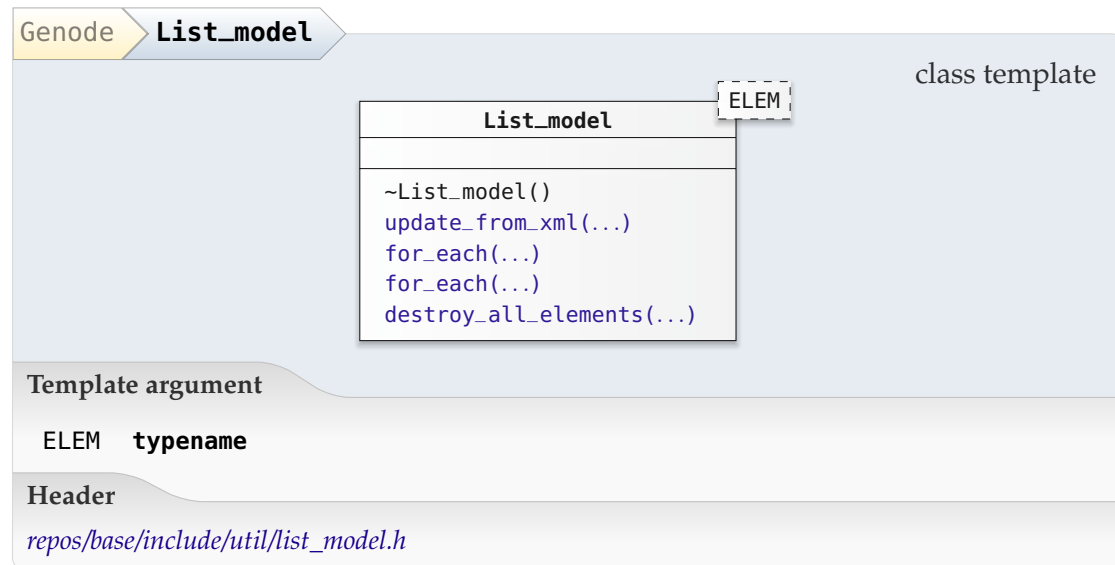 Genode List_model
class template
ELEM
List_model
~List_model()
update_from_xml(...)
for_each(...)
for_each(...)
destroy_all_elements(...)
Template argument
ELEM typename
Header
repos/base/include/util/list_model.h